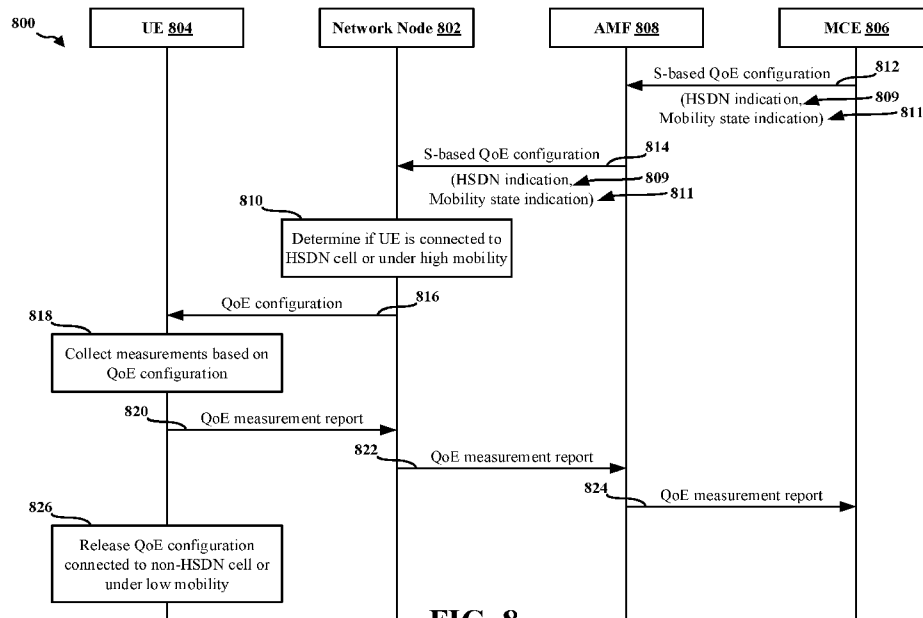 800
UE 804
Network Node 802
AMF 808
MCE 806
S-based QoE configuration
812
(HSDN indication,
809
Mobility state indication)
811
S-based QoE configuration
814
(HSDN indication,
809
Mobility state indication)
811
810
Determine if UE is connected to
HSDN cell or under high mobility
QoE configuration
816
818
Collect measurements based on
QoE configuration
820
QoE measurement report
822
QoE measurement report
824
QoE measurement report
826
Release QoE configuration
connected to non-HSDN cell or
under low mobility
FIG. 8